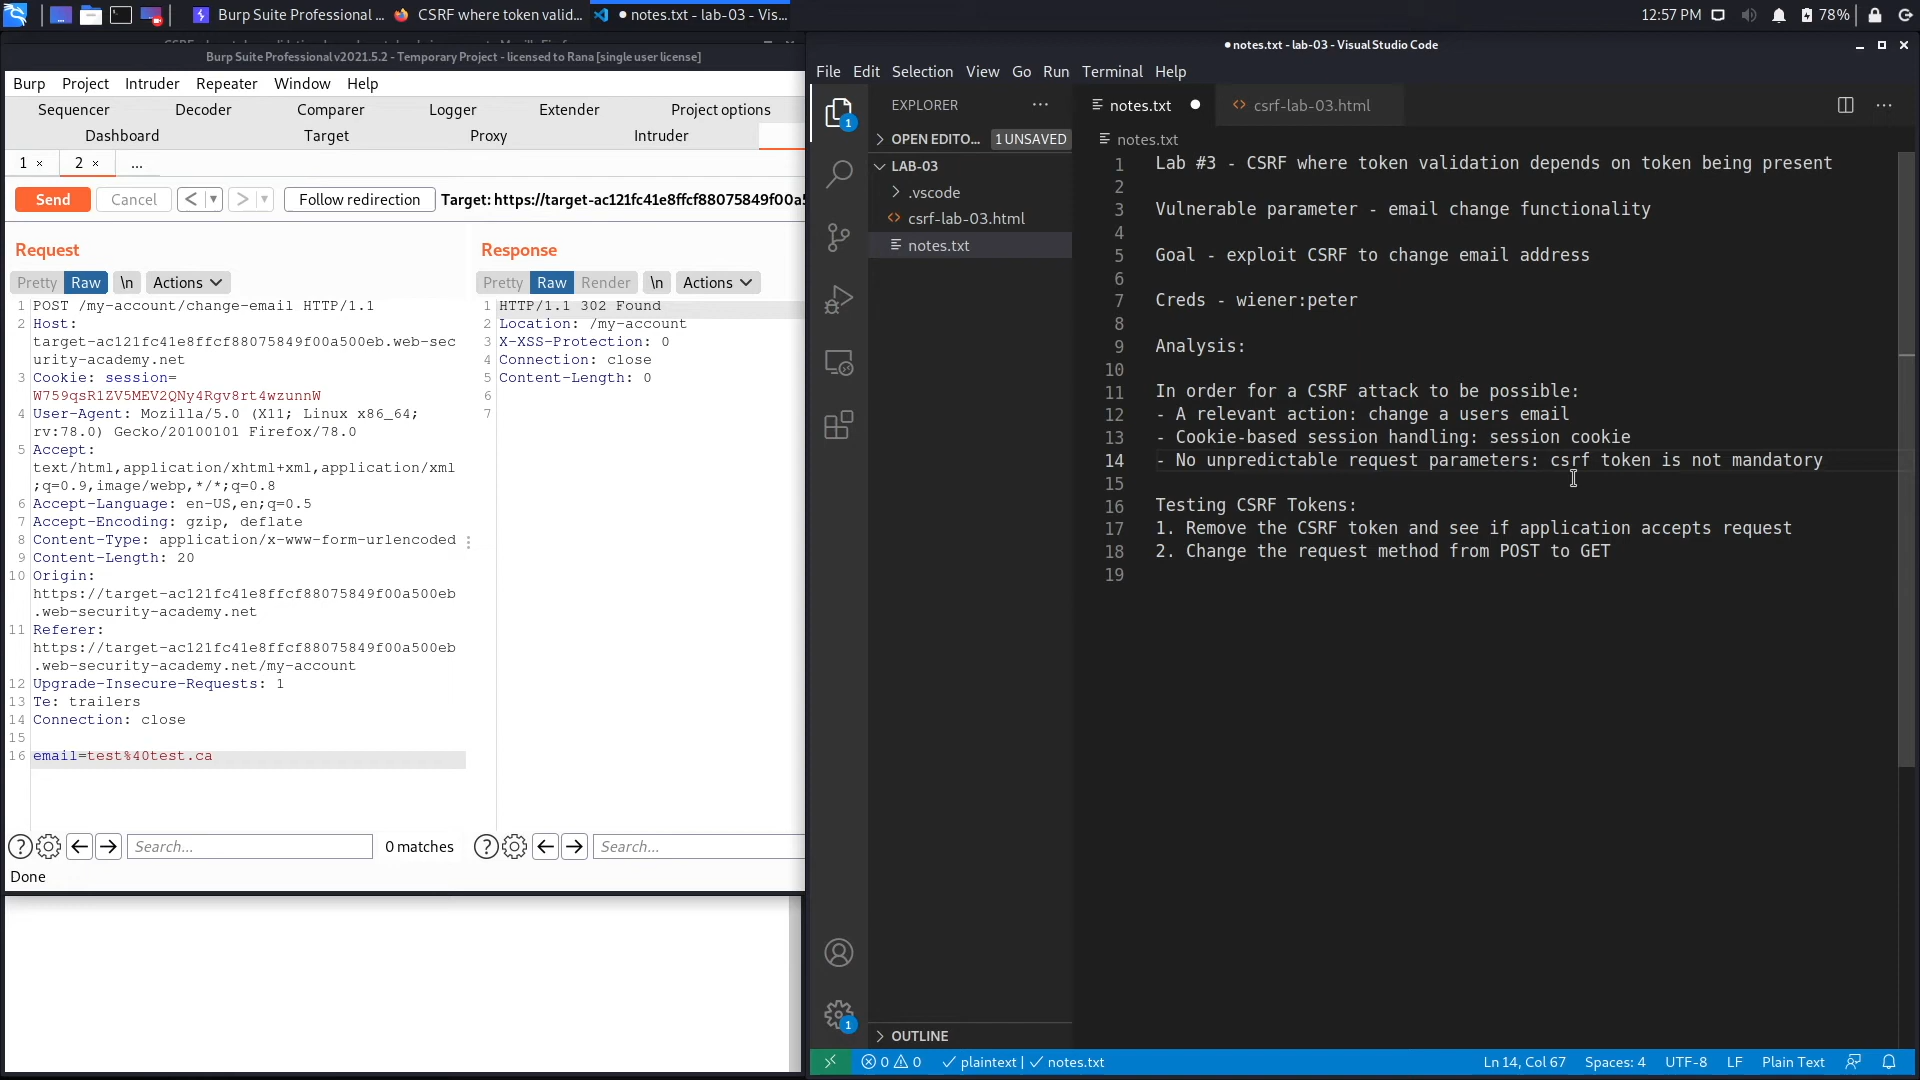 Burp Suite Professional ...
CSRF where token valid...
● notes.txt - lab-03 - Vis...
12:57 PM
78%
Burp Suite Professional v2021.5.2 - Temporary Project - licensed to Rana [single user license]
Burp Project Intruder Repeater Window Help
Sequencer Decoder Comparer Logger Extender Project options
Dashboard Target Proxy Intruder
1 × 2 × ...
Send Cancel < > Follow redirection Target: https://target-ac121fc41e8ffcf88075849f00a5
Request
Pretty Raw \n Actions
1 POST /my-account/change-email HTTP/1.1
2 Host:
target-ac121fc41e8ffcf88075849f00a500eb.web-sec
urity-academy.net
3 Cookie: session=
W759qsR1ZV5MEV2QNy4Rgv8rt4wzunnW
4 User-Agent: Mozilla/5.0 (X11; Linux x86_64;
rv:78.0) Gecko/20100101 Firefox/78.0
5 Accept:
text/html,application/xhtml+xml,application/xml
;q=0.9,image/webp,*/*;q=0.8
6 Accept-Language: en-US,en;q=0.5
7 Accept-Encoding: gzip, deflate
8 Content-Type: application/x-www-form-urlencoded
9 Content-Length: 20
10 Origin:
https://target-ac121fc41e8ffcf88075849f00a500eb
.web-security-academy.net
11 Referer:
https://target-ac121fc41e8ffcf88075849f00a500eb
.web-security-academy.net/my-account
12 Upgrade-Insecure-Requests: 1
13 Te: trailers
14 Connection: close
15
16 email=test%40test.ca
Search... 0 matches
Done
Response
Pretty Raw Render \n Actions
1 HTTP/1.1 302 Found
2 Location: /my-account
3 X-XSS-Protection: 0
4 Connection: close
5 Content-Length: 0
6
7
Search...
● notes.txt - lab-03 - Visual Studio Code
File Edit Selection View Go Run Terminal Help
EXPLORER ...
OPEN EDITO... 1 UNSAVED
LAB-03
.vscode
csrf-lab-03.html
notes.txt
OUTLINE
1
1
notes.txt ● csrf-lab-03.html
notes.txt
1 Lab #3 - CSRF where token validation depends on token being present
2
3 Vulnerable parameter - email change functionality
4
5 Goal - exploit CSRF to change email address
6
7 Creds - wiener:peter
8
9 Analysis:
10
11 In order for a CSRF attack to be possible:
12 - A relevant action: change a users email
13 - Cookie-based session handling: session cookie
14 - No unpredictable request parameters: csrf token is not mandatory
15
16 Testing CSRF Tokens:
17 1. Remove the CSRF token and see if application accepts request
18 2. Change the request method from POST to GET
19
0 0 plaintext | notes.txt Ln 14, Col 67 Spaces: 4 UTF-8 LF Plain Text